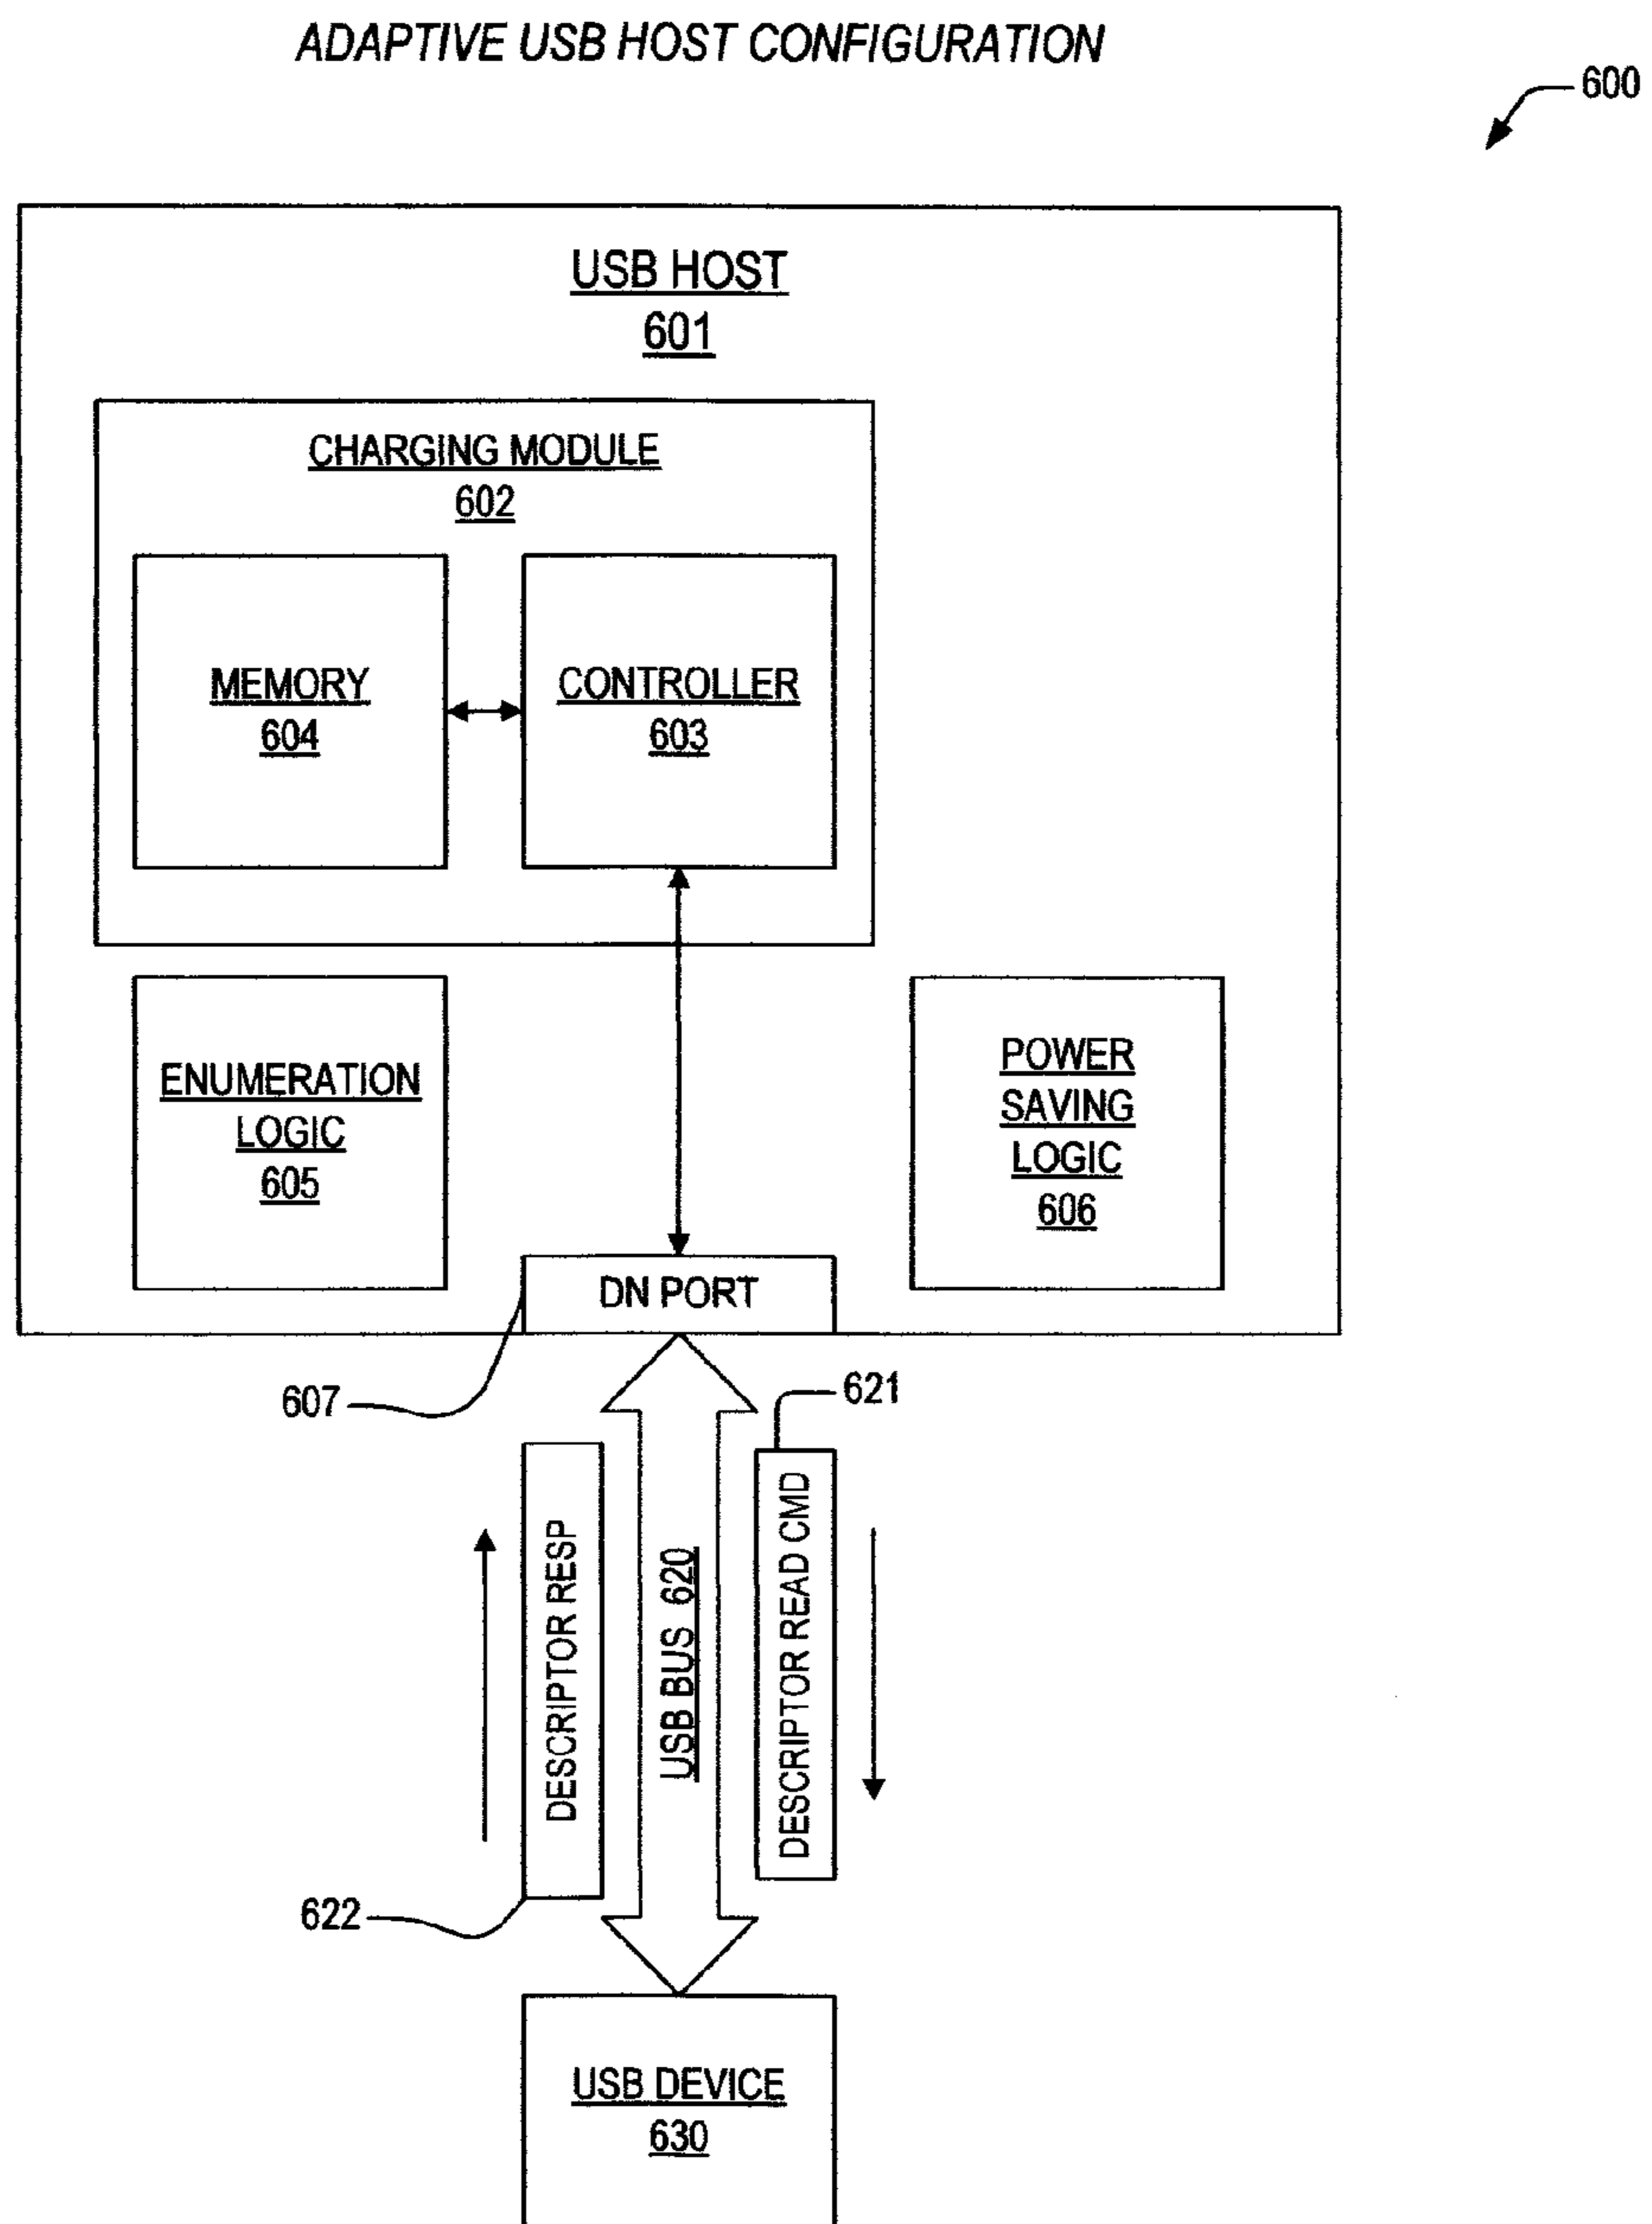 ADAPTIVE USB HOST CONFIGURATION
600
USB HOST
601
CHARGING MODULE
602
MEMORY
604
CONTROLLER
603
ENUMERATION
LOGIC
605
POWER
SAVING
LOGIC
606
DN PORT
607
621
DESCRIPTOR RESP
USB BUS 620
DESCRIPTOR READ CMD
622
USB DEVICE
630